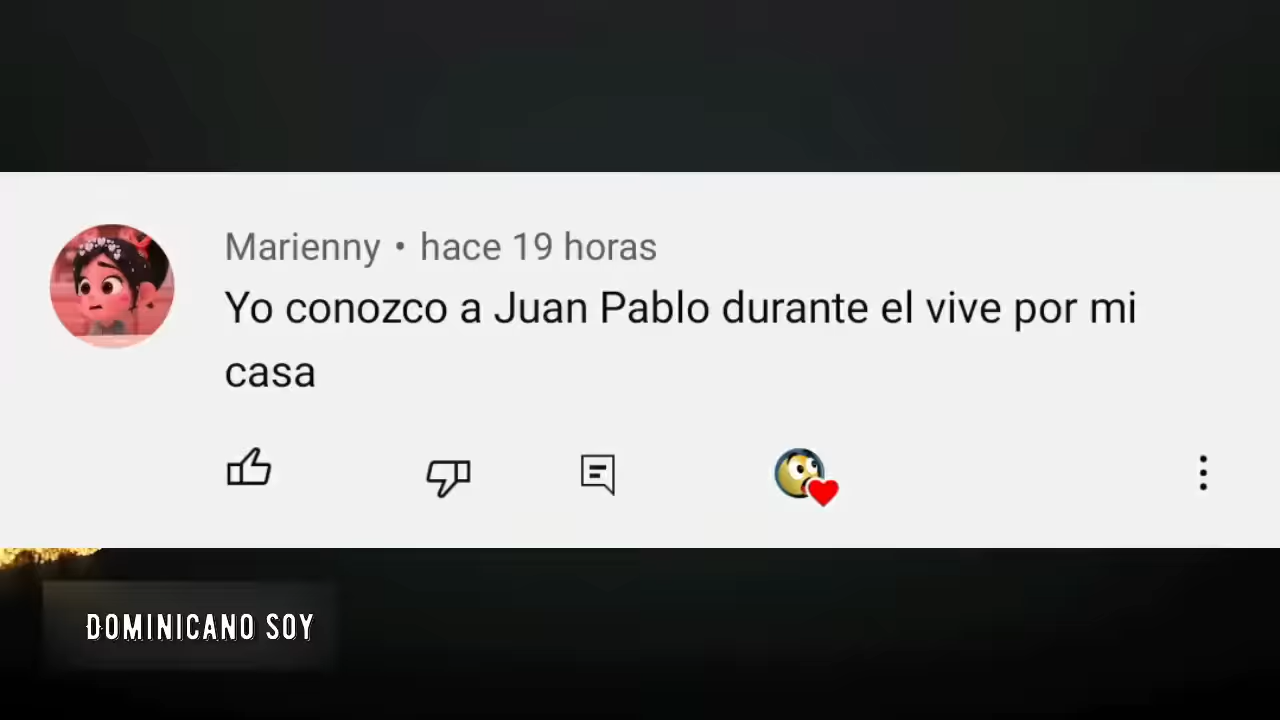 Marienny • hace 19 horas
Yo conozco a Juan Pablo durante el vive por mi
casa
DOMINICANO SOY